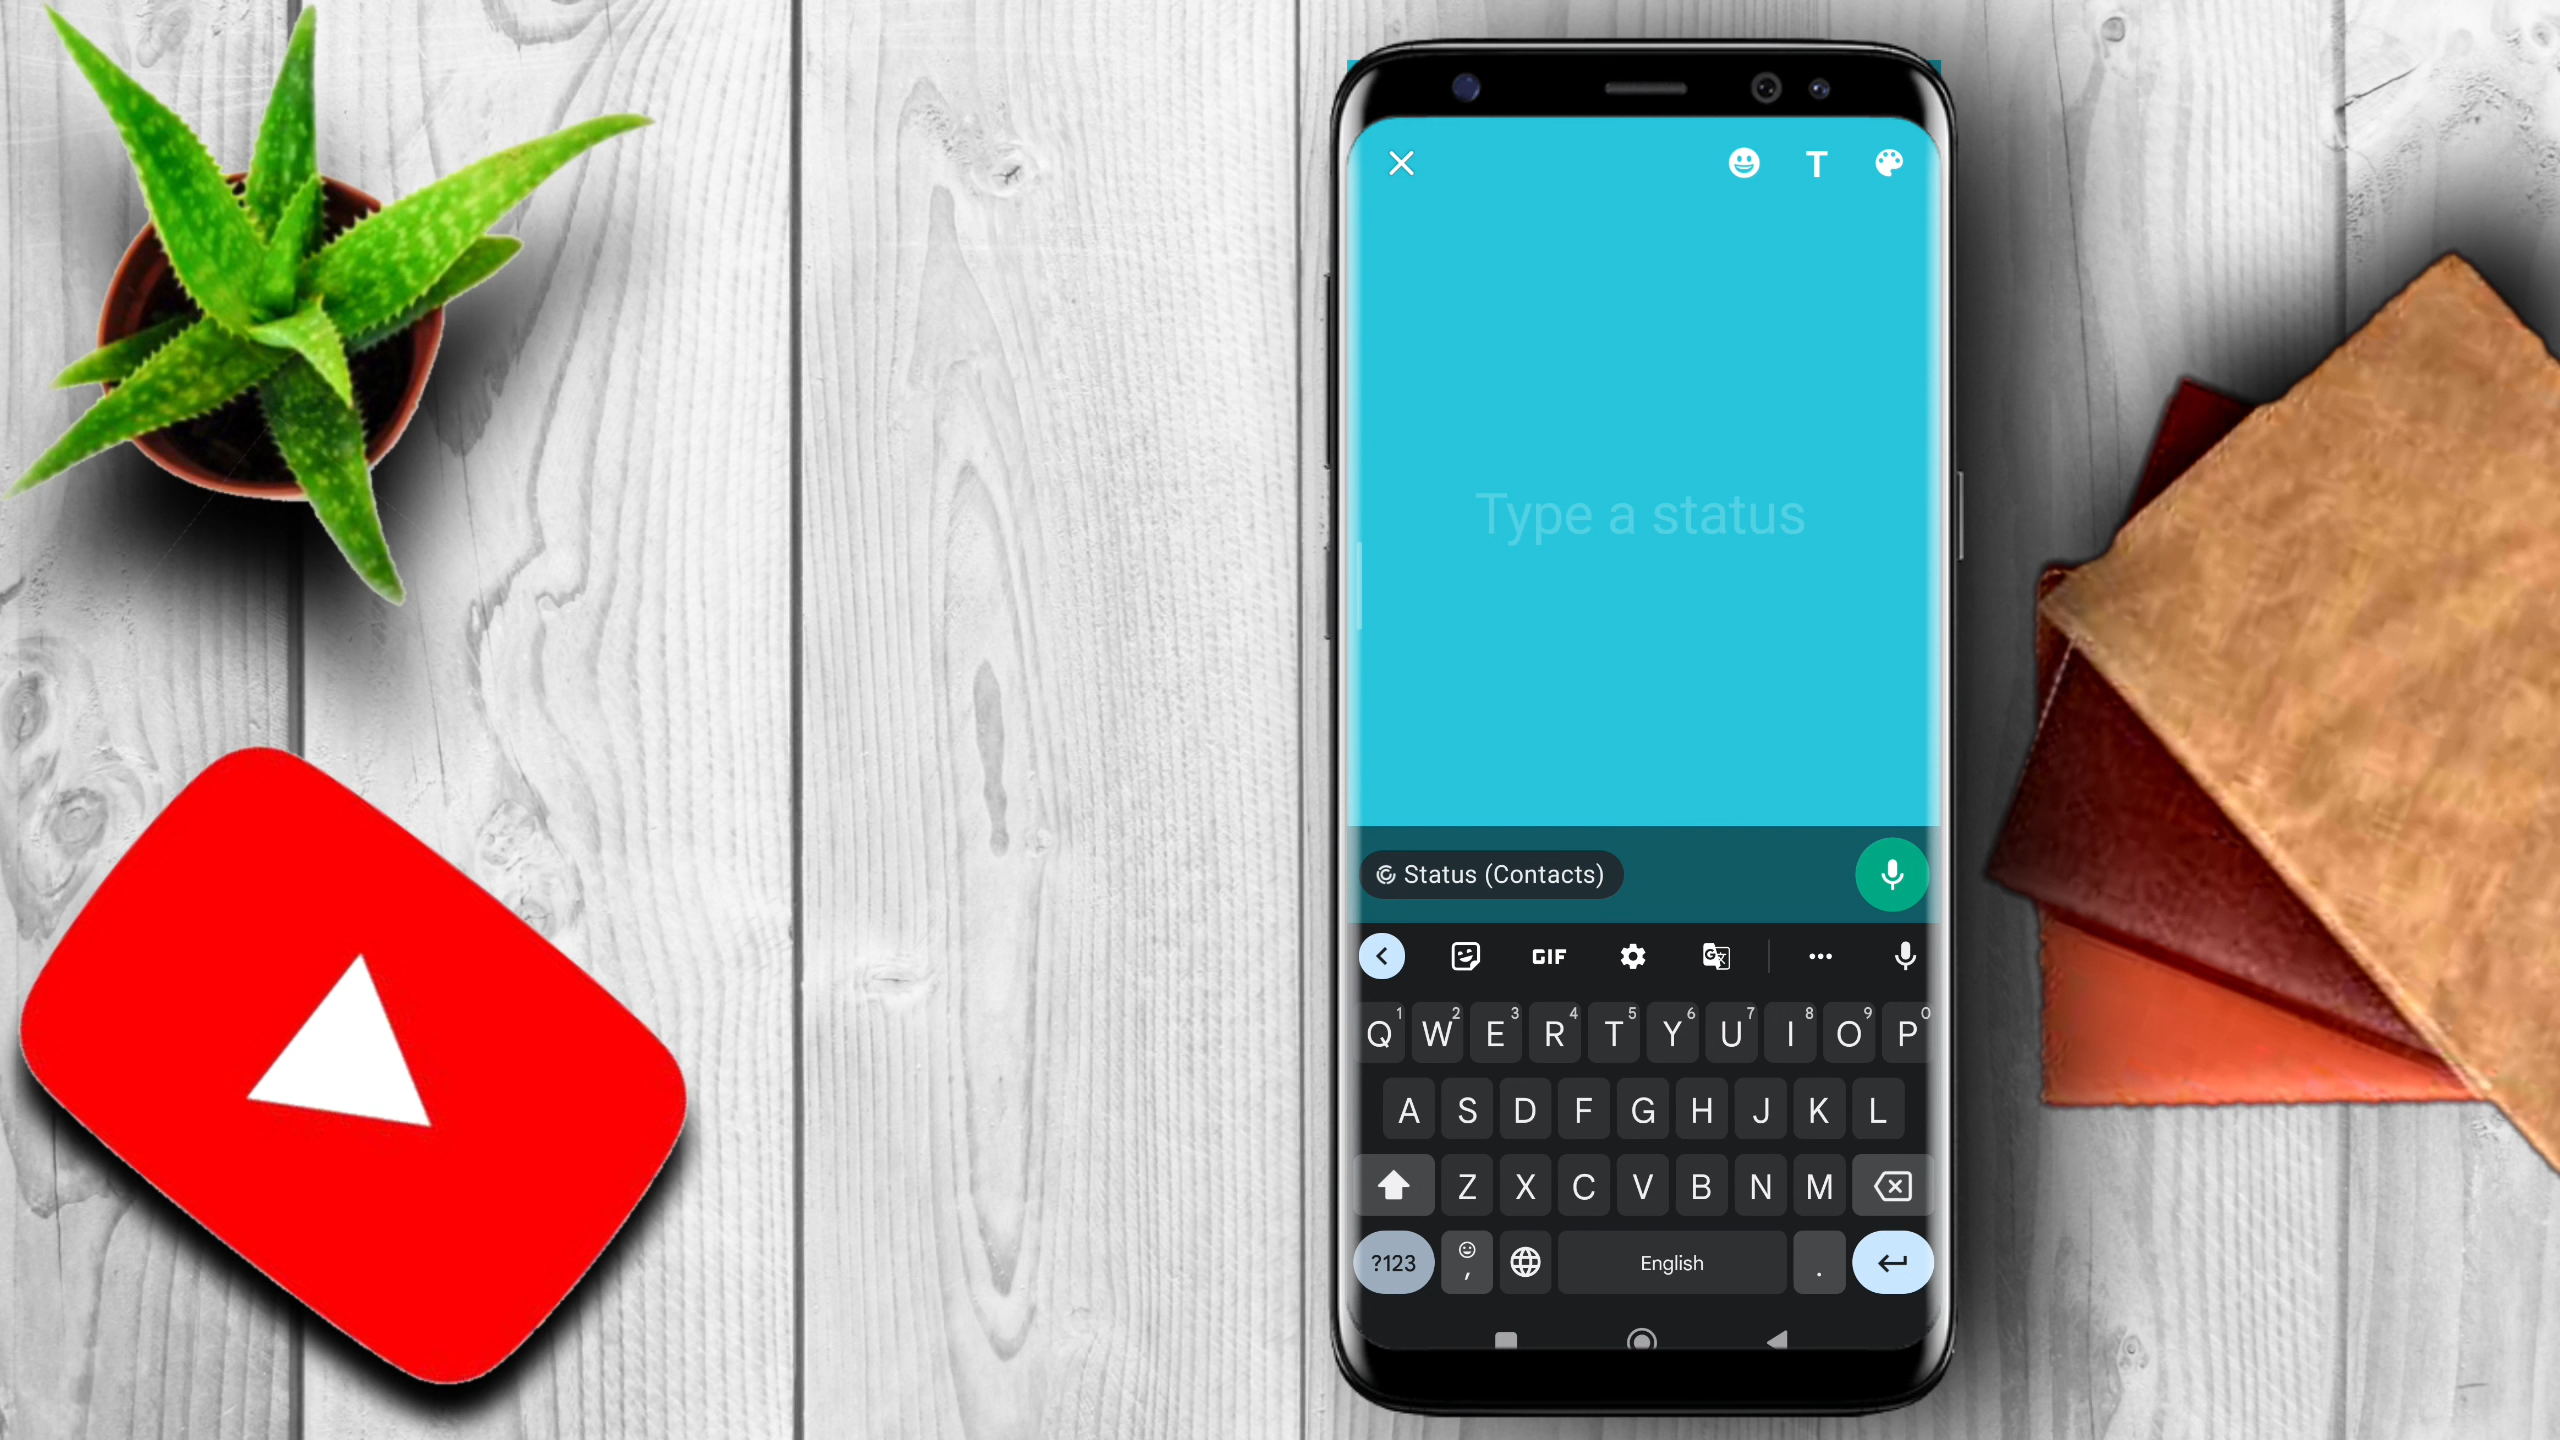 T
Type a status
Status (Contacts)
GIF
G
1 2 3 4 5 6 7 8 9 0
Q W E R T Y U I O P
A S D F G H J K L
Z X C V B N M
?123 , English .